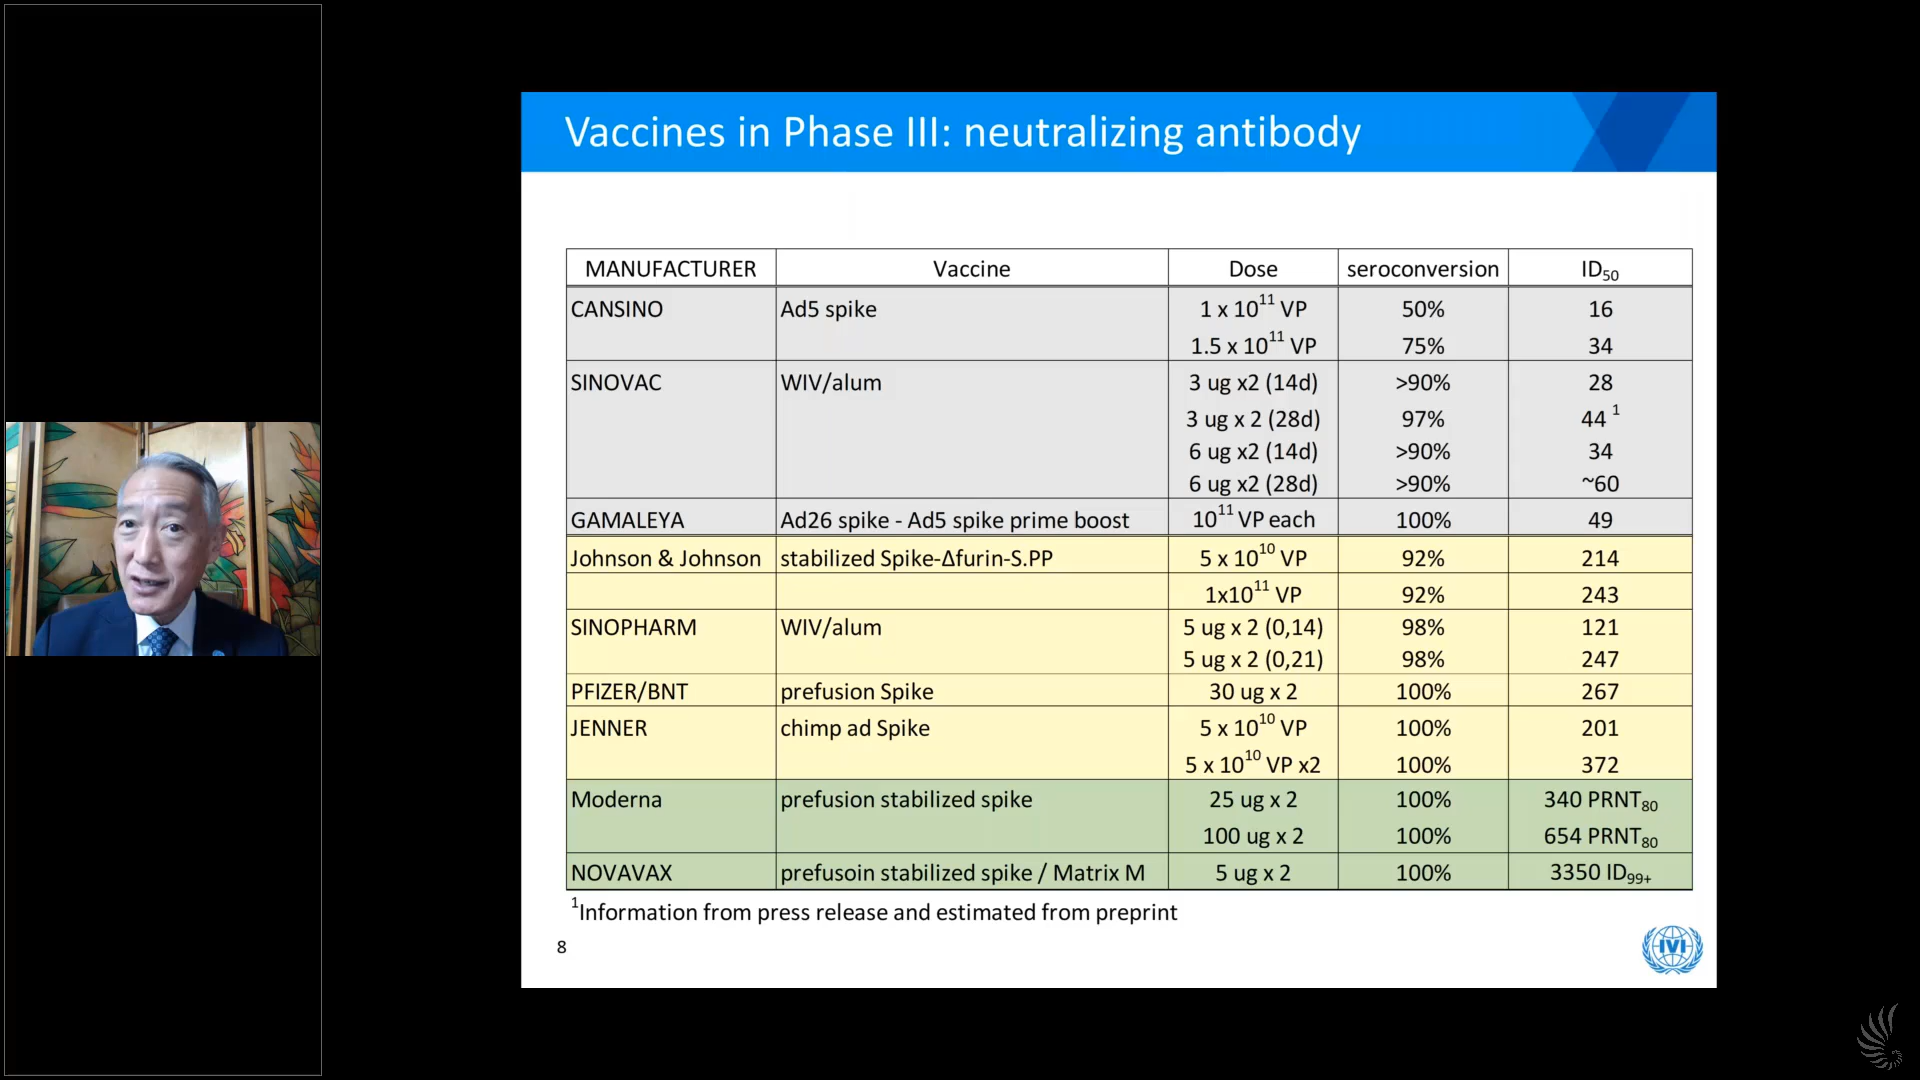 Vaccines in Phase III: neutralizing antibody
MANUFACTURER Vaccine Dose seroconversion ID50
CANSINO Ad5 spike 1 x 10^11 VP 50% 16
1.5 x 10^11 VP 75% 34
SINOVAC WIV/alum 3 ug x2 (14d) >90% 28
3 ug x 2 (28d) 97% 44 ^1
6 ug x2 (14d) >90% 34
6 ug x2 (28d) >90% ~60
GAMALEYA Ad26 spike - Ad5 spike prime boost 10^11 VP each 100% 49
Johnson & Johnson stabilized Spike-Δfurin-S.PP 5 x 10^10 VP 92% 214
1x10^11 VP 92% 243
SINOPHARM WIV/alum 5 ug x 2 (0,14) 98% 121
5 ug x 2 (0,21) 98% 247
PFIZER/BNT prefusion Spike 30 ug x 2 100% 267
JENNER chimp ad Spike 5 x 10^10 VP 100% 201
5 x 10^10 VP x2 100% 372
Moderna prefusion stabilized spike 25 ug x 2 100% 340 PRNT80
100 ug x 2 100% 654 PRNT80
NOVAVAX prefusoin stabilized spike / Matrix M 5 ug x 2 100% 3350 ID99+
^1Information from press release and estimated from preprint
8
IVI